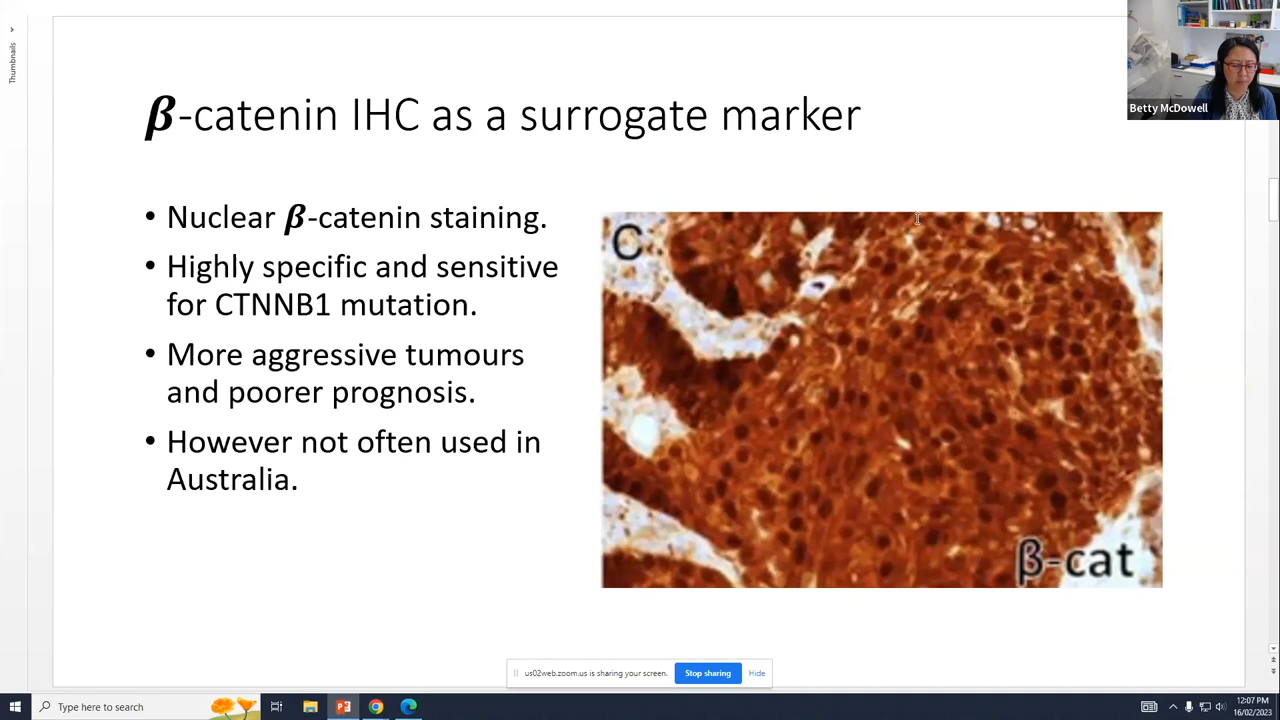 Thumbnails
𝜷-catenin IHC as a surrogate marker
Betty McDowell
• Nuclear 𝜷-catenin staining.
• Highly specific and sensitive
for CTNNB1 mutation.
• More aggressive tumours
and poorer prognosis.
• However not often used in
Australia.
C
β-cat
us02web.zoom.us is sharing your screen.
Stop sharing
Hide
Type here to search
12:07 PM
16/02/2023